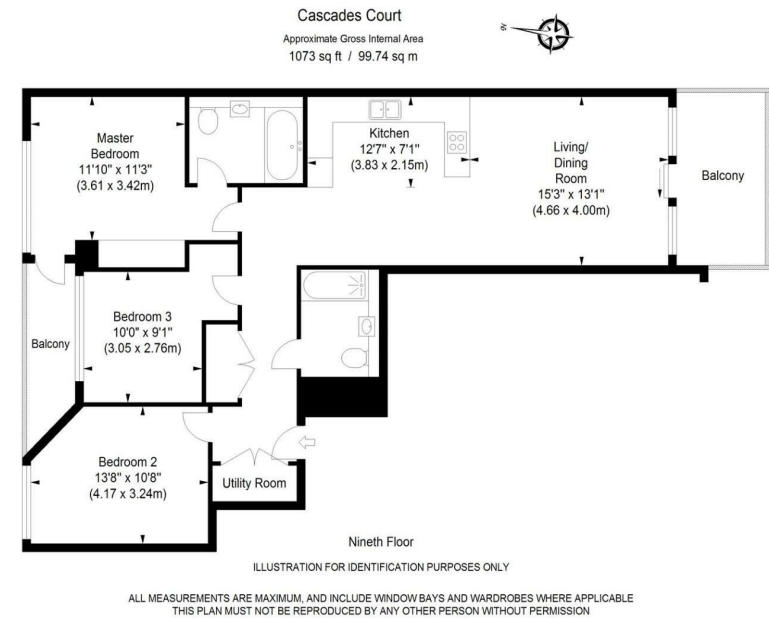 Cascades Court
Approximate Gross Internal Area
1073 sq ft / 99.74 sq m
N
Master
Bedroom
11'10" x 11'3"
(3.61 x 3.42m)
Kitchen
12'7" x 7'1"
(3.83 x 2.15m)
Living/
Dining
Room
15'3" x 13'1"
(4.66 x 4.00m)
Balcony
Bedroom 3
10'0" x 9'1"
(3.05 x 2.76m)
Balcony
Bedroom 2
13'8" x 10'8"
(4.17 x 3.24m)
Utility Room
Nineth Floor
ILLUSTRATION FOR IDENTIFICATION PURPOSES ONLY
ALL MEASUREMENTS ARE MAXIMUM, AND INCLUDE WINDOW BAYS AND WARDROBES WHERE APPLICABLE
THIS PLAN MUST NOT BE REPRODUCED BY ANY OTHER PERSON WITHOUT PERMISSION